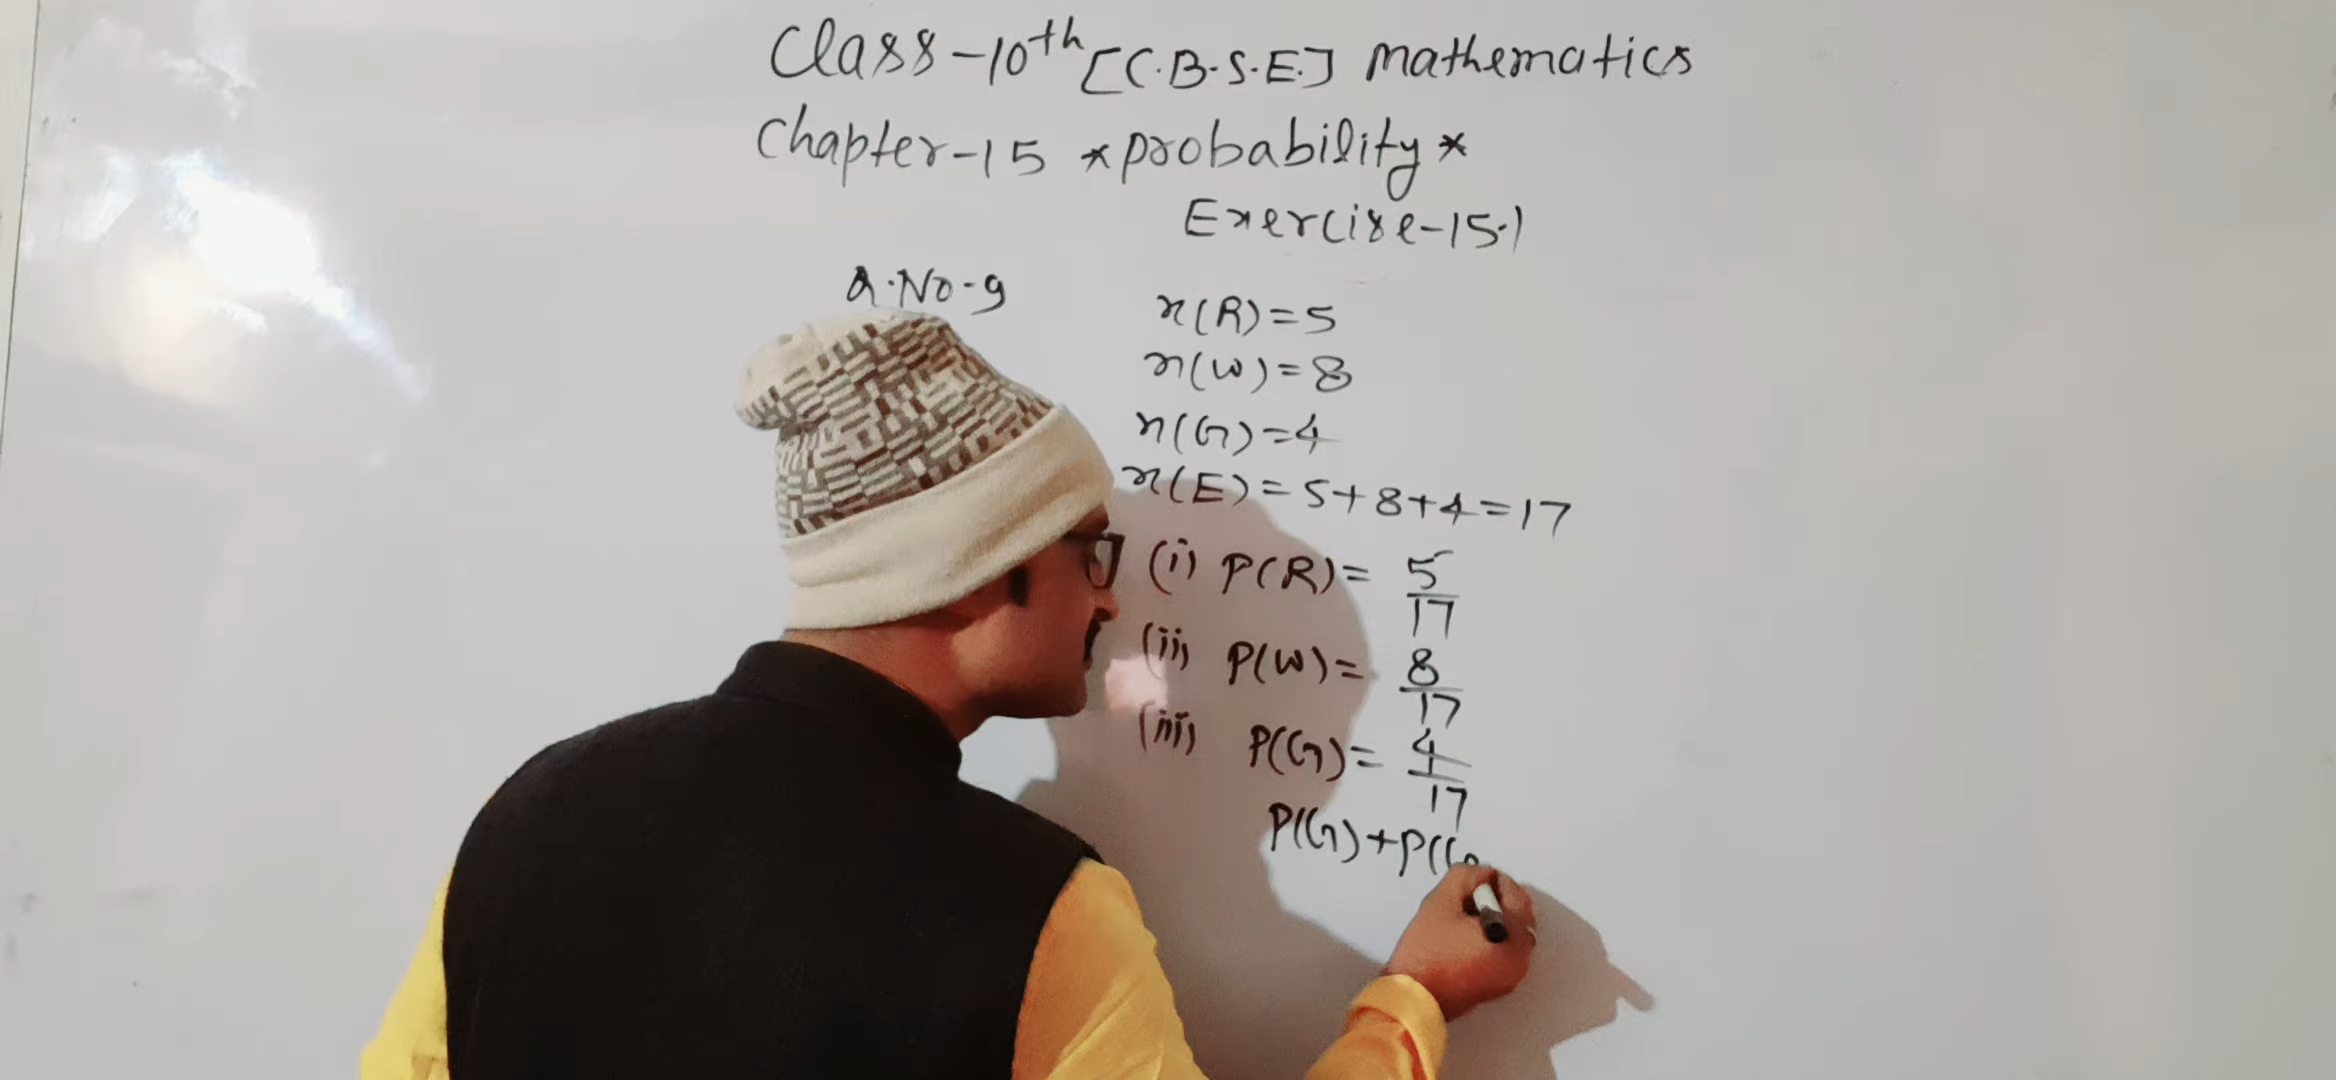 Class-10th [C.B.S.E.] Mathematics
Chapter-15 *Probability*
Exercise-15.1
Q.No-9
n(R)=5
n(W)=8
n(G)=4
n(E)=5+8+4=17
(i) P(R)= 5/17
(ii) P(W)= 8/17
(iii) P(G)= 4/17
P(G)+P(G